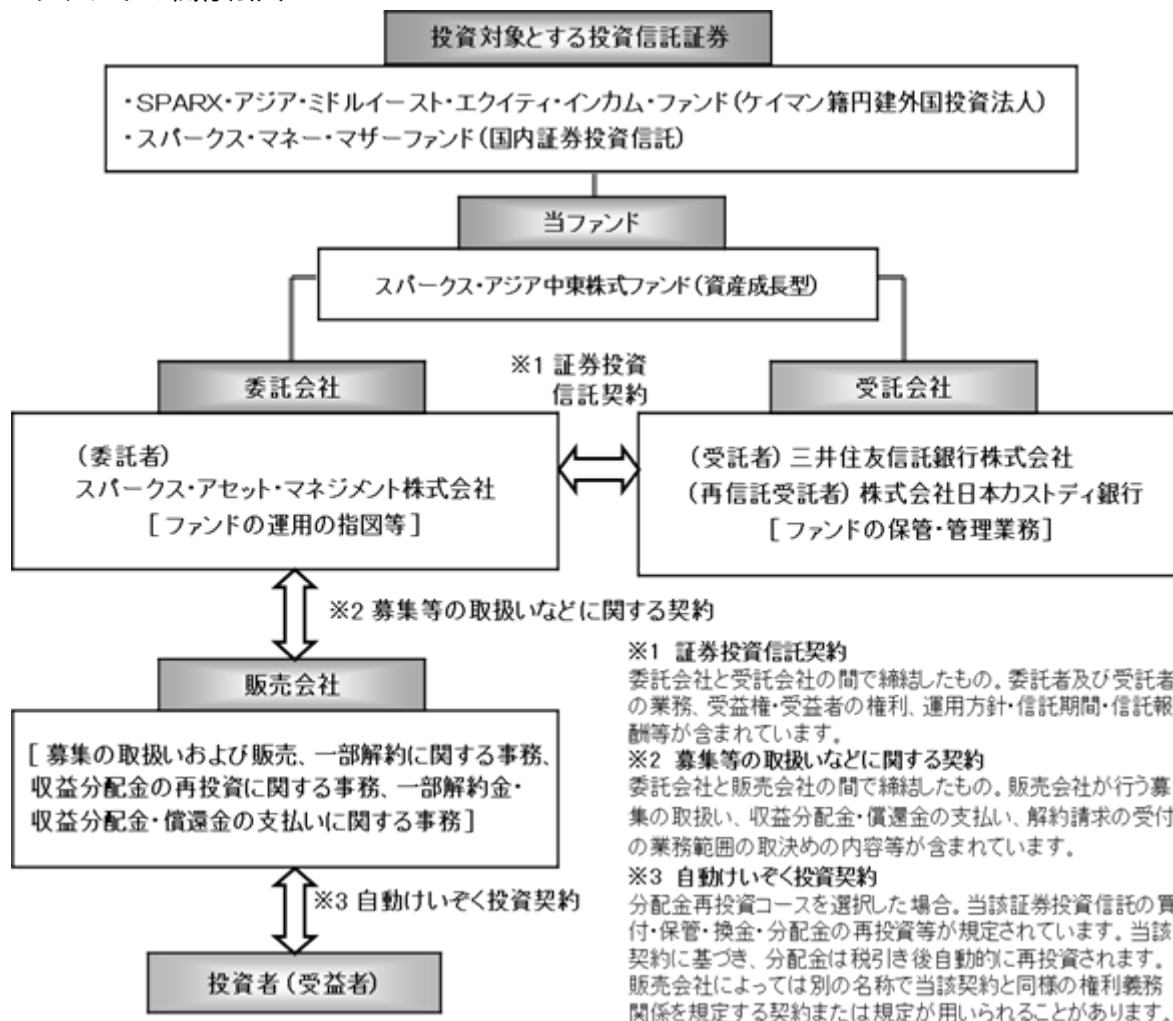 投資対象とする投資信託証券
・SPARX・アジア・ミドルイースト・エクイティ・インカム・ファンド(ケイマン籍円建外国投資法人)
・スパークス・マネー・マザーファンド(国内証券投資信託)
当ファンド
スパークス・アジア中東株式ファンド(資産成長型)
委託会社
※1 証券投資
信託契約
受託会社
(委託者)
スパークス・アセット・マネジメント株式会社
[ファンドの運用の指図等]
(受託者) 三井住友信託銀行株式会社
(再信託受託者) 株式会社日本カストディ銀行
[ファンドの保管・管理業務]
※2 募集等の取扱いなどに関する契約
販売会社
[ 募集の取扱いおよび販売、一部解約に関する事務、
収益分配金の再投資に関する事務、一部解約金・
収益分配金・償還金の支払いに関する事務]
※3 自動けいぞく投資契約
投資者(受益者)
※1 証券投資信託契約
委託会社と受託会社の間で締結したもの。委託者及び受託者
の業務、受益権・受益者の権利、運用方針・信託期間・信託報
酬等が含まれています。
※2 募集等の取扱いなどに関する契約
委託会社と販売会社の間で締結したもの。販売会社が行う募
集の取扱い、収益分配金・償還金の支払い、解約請求の受付
の業務範囲の取決めの内容等が含まれています。
※3 自動けいぞく投資契約
分配金再投資コースを選択した場合。当該証券投資信託の買
付・保管・換金・分配金の再投資等が規定されています。当該
契約に基づき、分配金は税引き後自動的に再投資されます。
販売会社によっては別の名称で当該契約と同様の権利義務
関係を規定する契約または規定が用いられることがあります。